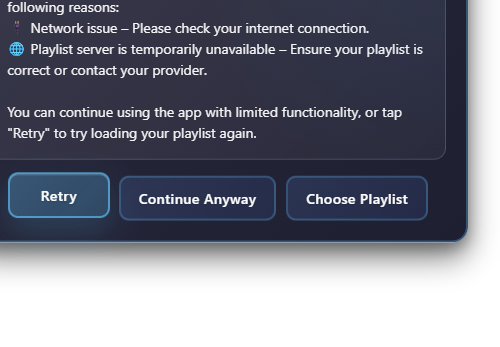 following reasons:
Network issue – Please check your internet connection.
🌐 Playlist server is temporarily unavailable – Ensure your playlist is
correct or contact your provider.
You can continue using the app with limited functionality, or tap
"Retry" to try loading your playlist again.
Retry
Continue Anyway
Choose Playlist